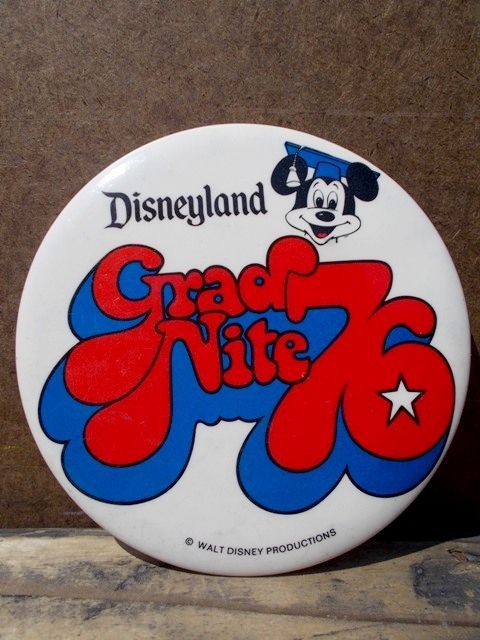 Disneyland
Grad
Nite '76
© WALT DISNEY PRODUCTIONS